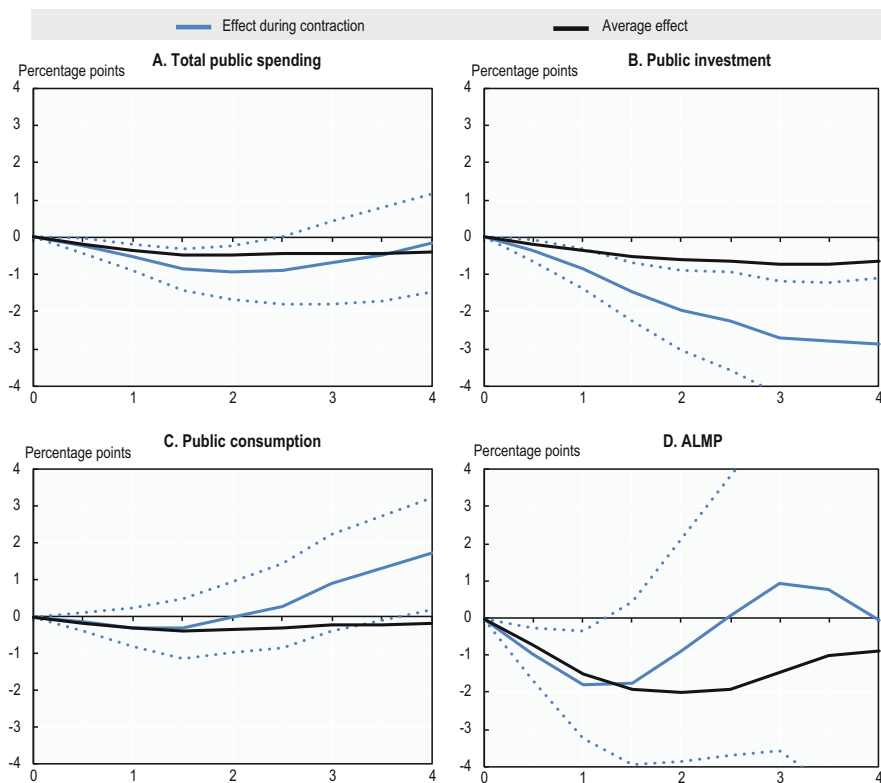 Effect during contraction Average effect
A. Total public spending B. Public investment
Percentage points Percentage points
4 4
3 3
2 2
1 1
0 0
-1 -1
-2 -2
-3 -3
-4 -4
0 1 2 3 4 0 1 2 3 4
C. Public consumption D. ALMP
Percentage points Percentage points
4 4
3 3
2 2
1 1
0 0
-1 -1
-2 -2
-3 -3
-4 -4
0 1 2 3 4 0 1 2 3 4